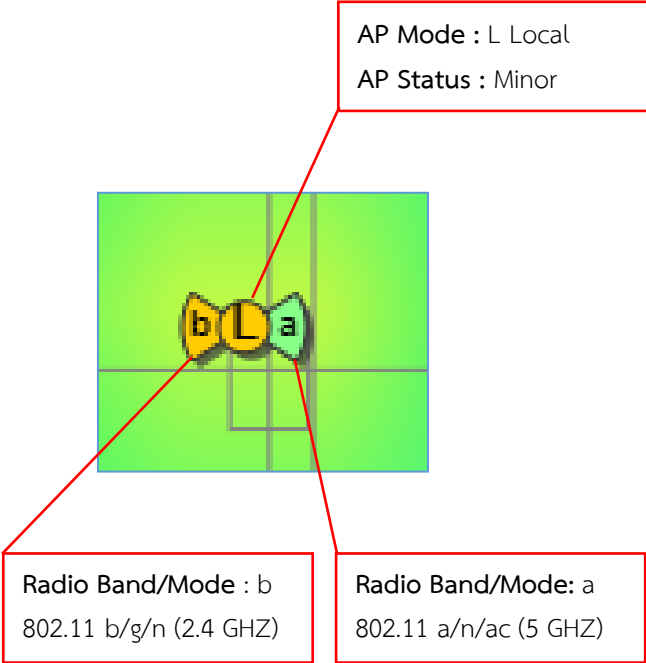 AP Mode : L Local
AP Status : Minor
b L a
Radio Band/Mode : b
802.11 b/g/n (2.4 GHZ)
Radio Band/Mode: a
802.11 a/n/ac (5 GHZ)